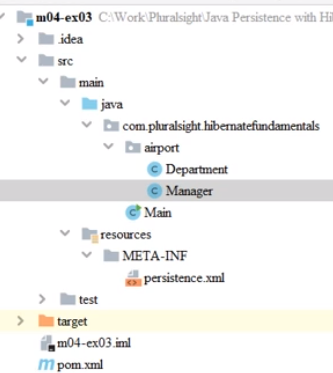 m04-ex03 C:\Work\Pluralsight\Java Persistence with Hi
.idea
src
main
java
com.pluralsight.hibernatefundamentals
airport
Department
Manager
Main
resources
META-INF
persistence.xml
test
target
m04-ex03.iml
pom.xml